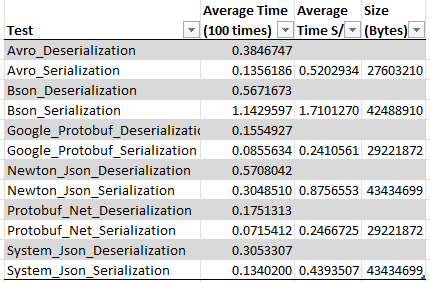 Test Average Time (100 times) Average Time S/ Size (Bytes)
Avro_Deserialization 0.3846747
Avro_Serialization 0.1356186 0.5202934 27603210
Bson_Deserialization 0.5671673
Bson_Serialization 1.1429597 1.7101270 42488910
Google_Protobuf_Deserializatio 0.1554927
Google_Protobuf_Serialization 0.0855634 0.2410561 29221872
Newton_Json_Deserialization 0.5708042
Newton_Json_Serialization 0.3048510 0.8756553 43434699
Protobuf_Net_Deserialization 0.1751313
Protobuf_Net_Serialization 0.0715412 0.2466725 29221872
System_Json_Deserialization 0.3053307
System_Json_Serialization 0.1340200 0.4393507 43434699